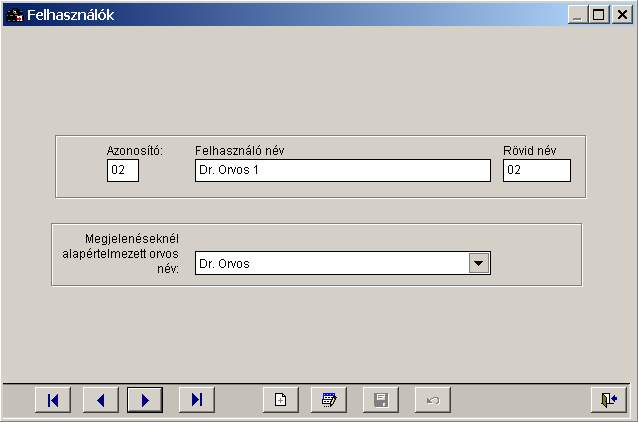 Felhasználók
Azonosító: Felhasználó név Rövid név
02 Dr. Orvos 1 02
Megjelenéseknél
alapértelmezett orvos
név:
Dr. Orvos